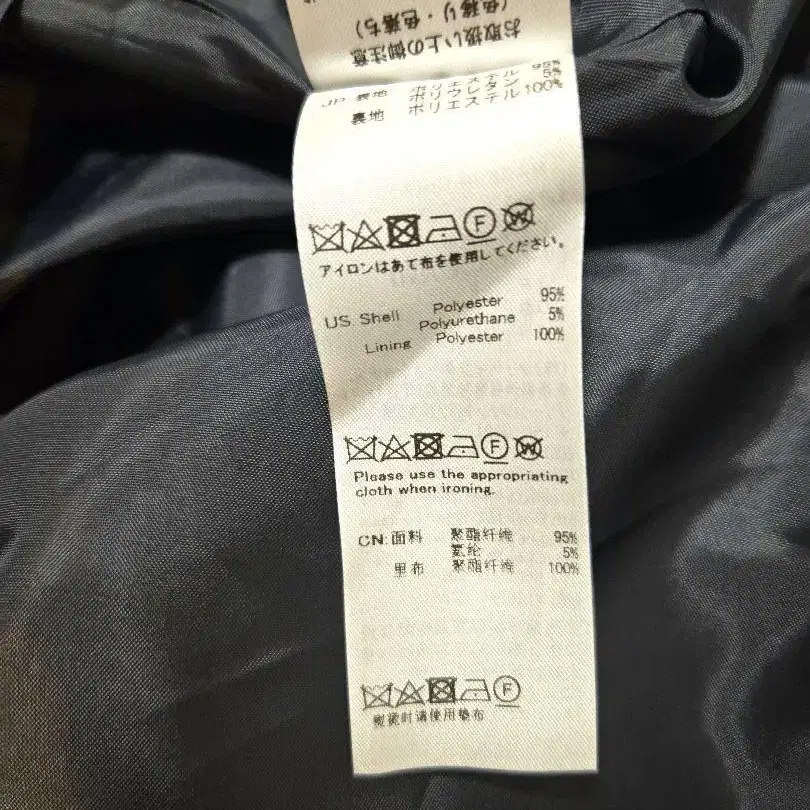 お取扱い上の御注意
(色移り・色落ち)
JP 表地 ポリエステル 95%
ポリウレタン 5%
裏地 ポリエステル 100%
F W
アイロンはあて布を使用してください。
US Shell Polyester 95%
Polyurethane 5%
Lining Polyester 100%
F W
Please use the appropriating
cloth when ironing.
CN:面料 聚酯纤维 95%
氨纶 5%
里布 聚酯纤维 100%
F
熨烫时请使用垫布